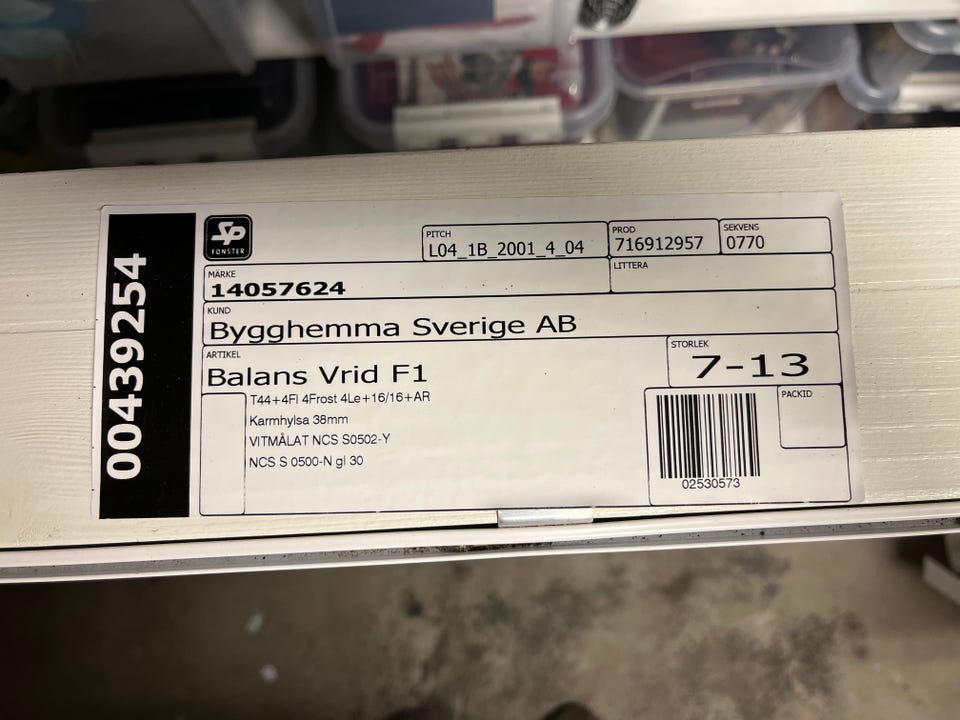 00439254
SP
FÖNSTER
PITCH
L04_1B_2001_4_04
PROD
716912957
SEKVENS
0770
MÄRKE
14057624
LITTERA
KUND
Bygghemma Sverige AB
ARTIKEL
Balans Vrid F1
STORLEK
7-13
T44+4Fl 4Frost 4Le+16/16+AR
Karmhylsa 38mm
VITMÅLAT NCS S0502-Y
NCS S 0500-N gl 30
PACKID
02530573